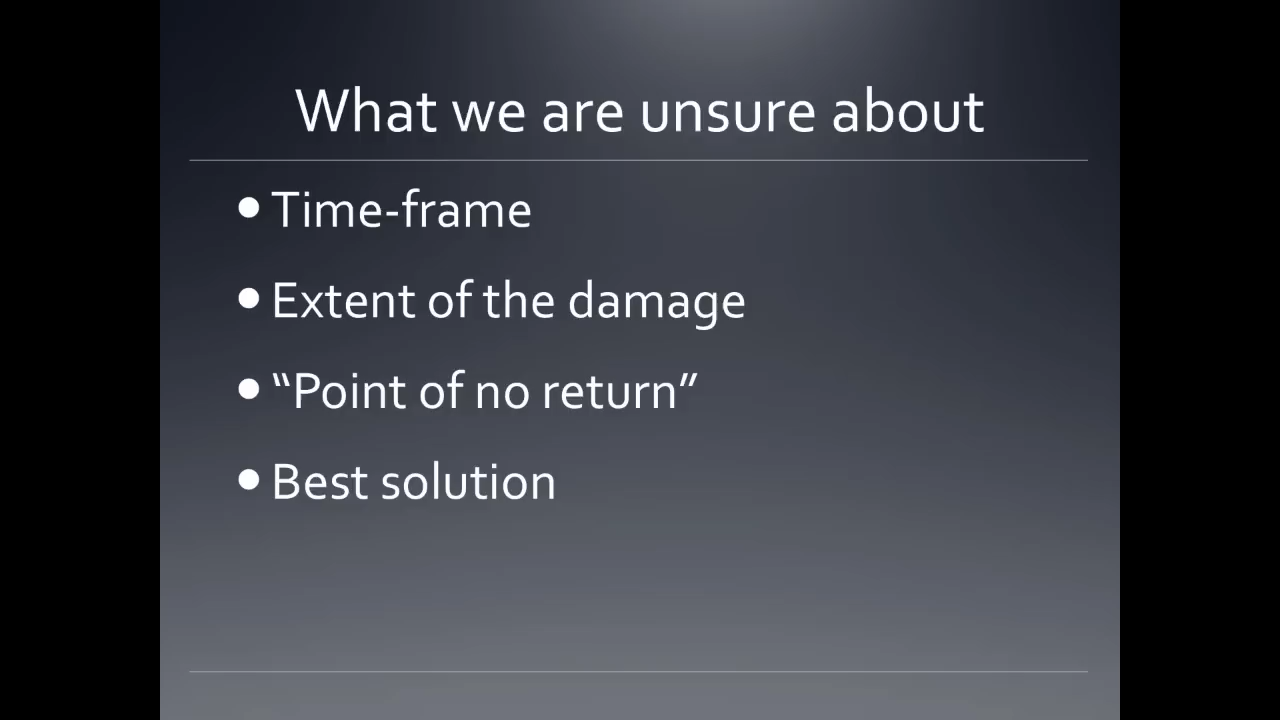 What we are unsure about
• Time-frame
• Extent of the damage
• “Point of no return”
• Best solution